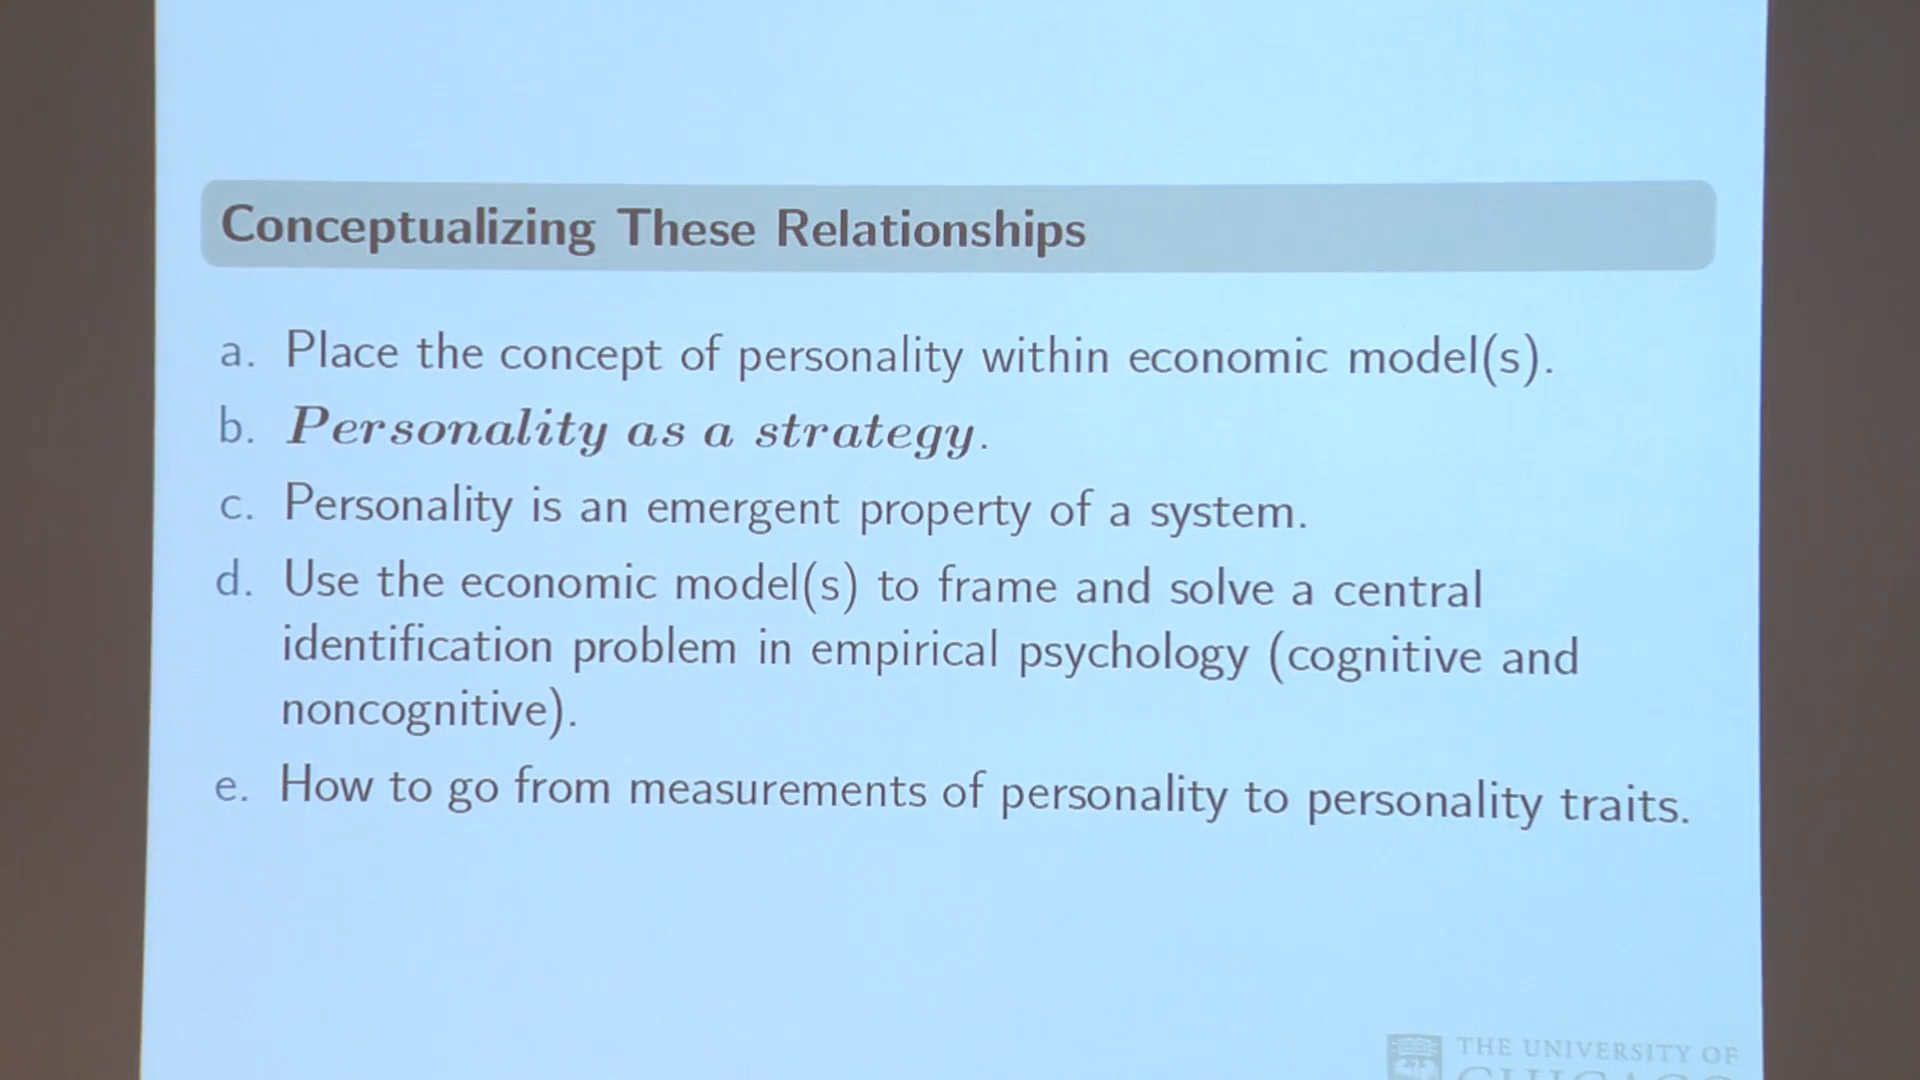 Conceptualizing These Relationships
a. Place the concept of personality within economic model(s).
b. Personality as a strategy.
c. Personality is an emergent property of a system.
d. Use the economic model(s) to frame and solve a central
identification problem in empirical psychology (cognitive and
noncognitive).
e. How to go from measurements of personality to personality traits.
THE UNIVERSITY OF
CHICAGO